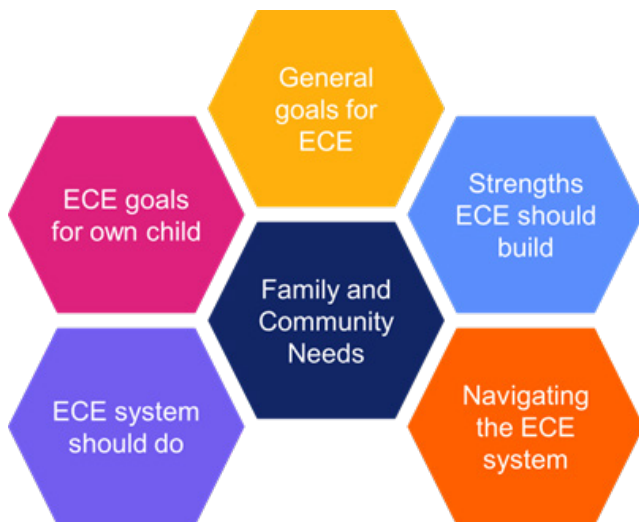 General
goals for
ECE
ECE goals
for own child
Strengths
ECE should
build
Family and
Community
Needs
ECE system
should do
Navigating
the ECE
system